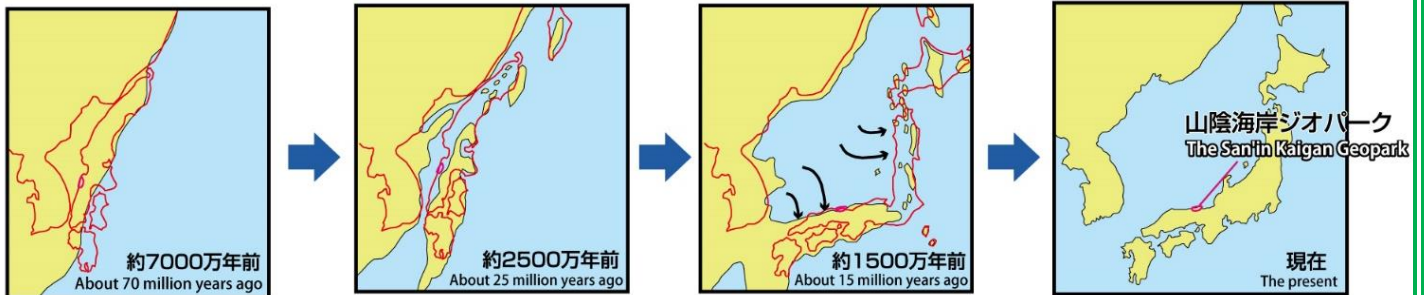 約7000万年前
About 70 million years ago
約2500万年前
About 25 million years ago
約1500万年前
About 15 million years ago
山陰海岸ジオパーク
The San'in Kaigan Geopark
現在
The present